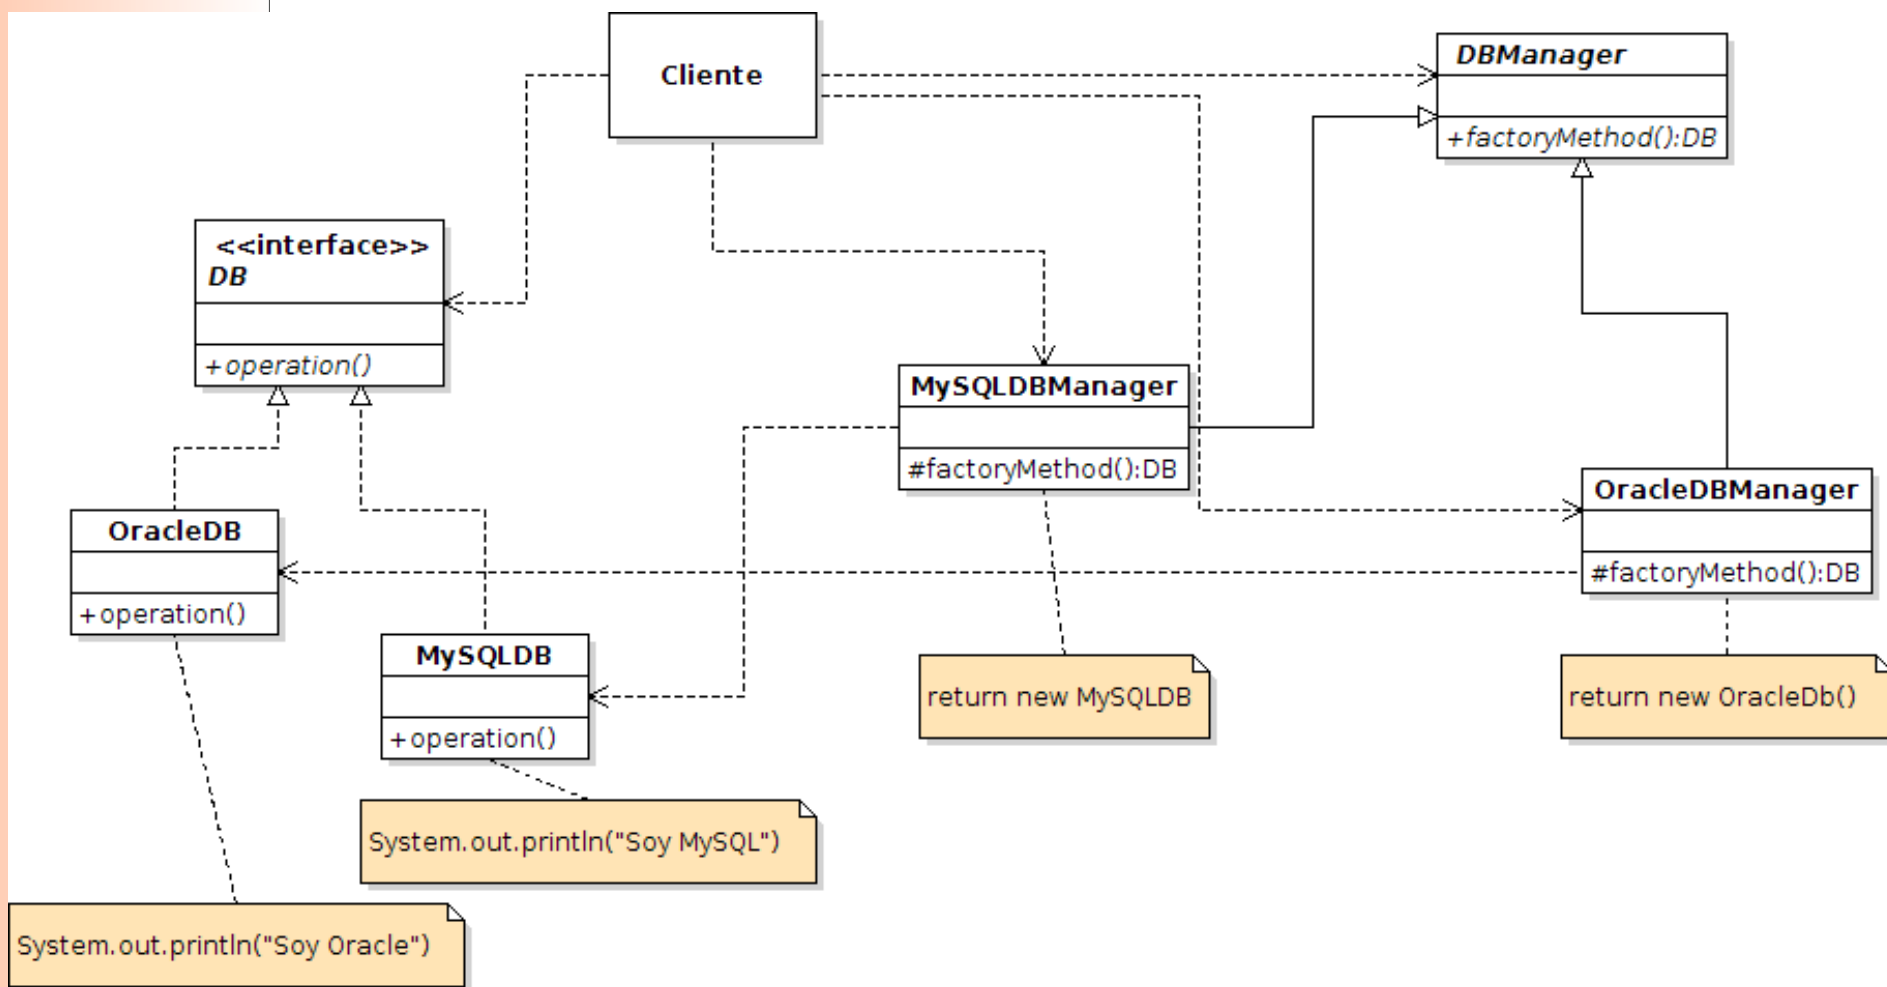 Cliente
DBManager
+factoryMethod():DB
<<interface>>
DB
+operation()
MySQLDBManager
#factoryMethod():DB
OracleDBManager
#factoryMethod():DB
OracleDB
+operation()
MySQLDB
+operation()
return new MySQLDB
return new OracleDb()
System.out.println("Soy MySQL")
System.out.println("Soy Oracle")